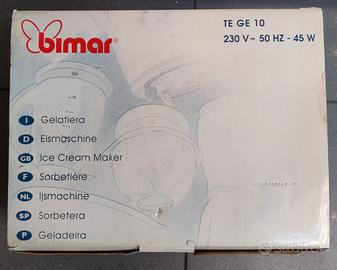 bimar®
TE GE 10
230 V~ 50 HZ - 45 W
I Gelatiera
D Eismaschine
GB Ice Cream Maker
F Sorbetière
NL Ijsmachine
SP Sorbetera
P Geladeira
subito